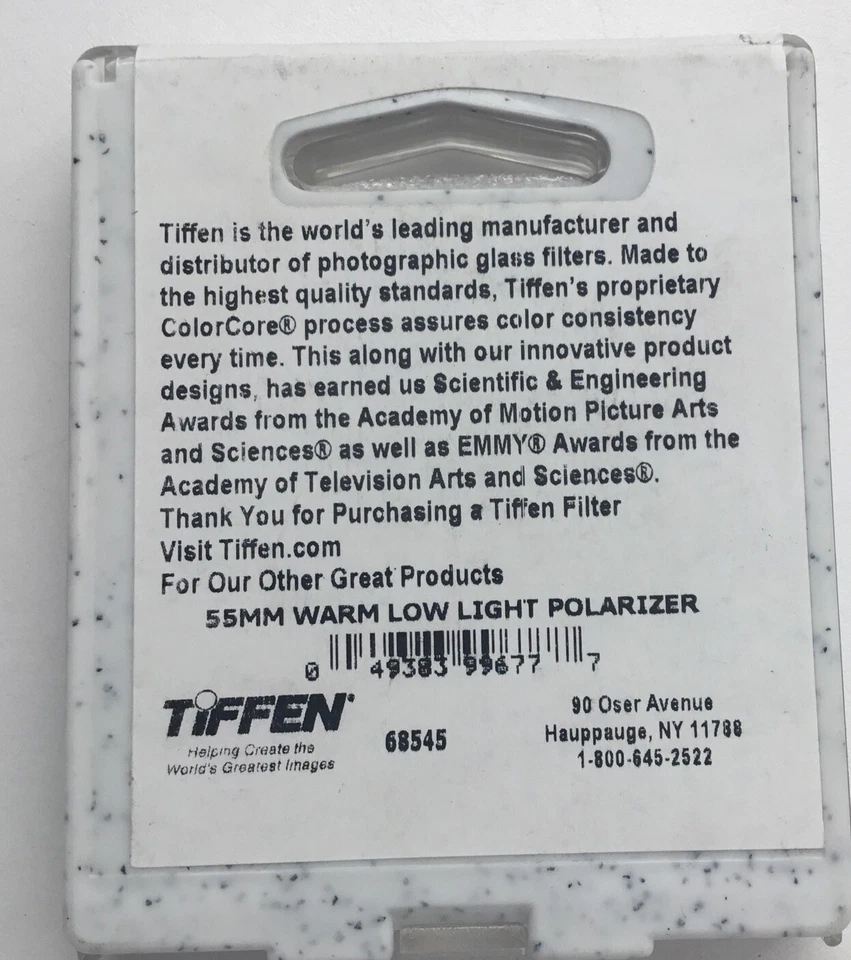 Tiffen is the world's leading manufacturer and
distributor of photographic glass filters. Made to
the highest quality standards, Tiffen's proprietary
ColorCore® process assures color consistency
every time. This along with our innovative product
designs, has earned us Scientific & Engineering
Awards from the Academy of Motion Picture Arts
and Sciences® as well as EMMY® Awards from the
Academy of Television Arts and Sciences®.
Thank You for Purchasing a Tiffen Filter
Visit Tiffen.com
For Our Other Great Products
55MM WARM LOW LIGHT POLARIZER
0 49383 99677 7
TIFFEN®
Helping Create the
World's Greatest Images
68545
90 Oser Avenue
Hauppauge, NY 11788
1-800-645-2522